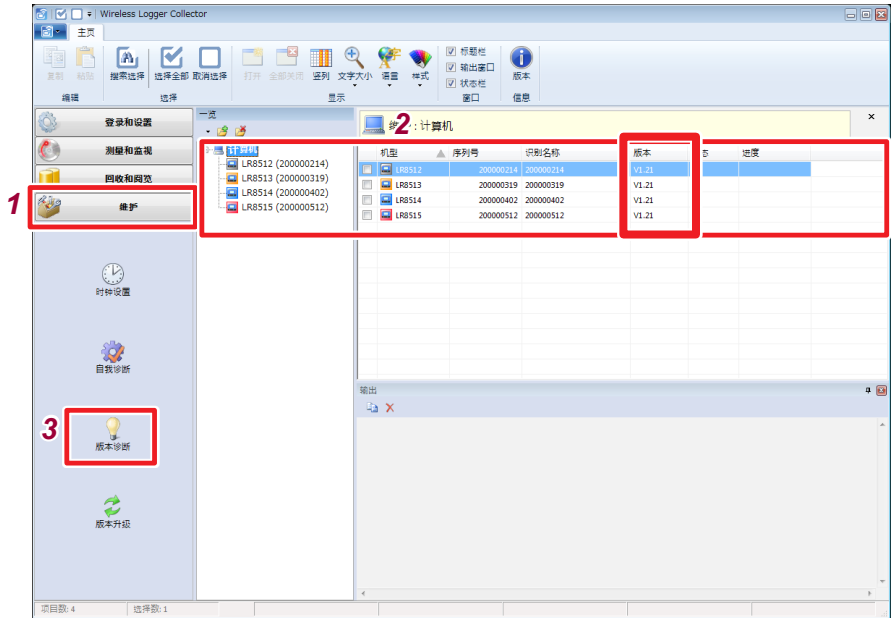 Wireless Logger Collector
主页
复制 粘贴 搜索选择 选择全部 取消选择 打开 全部关闭 竖列 文字大小 语言 样式 标题栏 输出窗口 状态栏 版本
编辑 选择 显示 窗口 信息
登录和设置
测量和监视
回收和阅览
1 维护
时钟设置
自我诊断
3 版本诊断
版本升级
一览
计算机
LR8512 (200000214)
LR8513 (200000319)
LR8514 (200000402)
LR8515 (200000512)
2
: 计算机
机型 序列号 识别名称 版本 进度
LR8512 200000214 200000214 V1.21
LR8513 200000319 200000319 V1.21
LR8514 200000402 200000402 V1.21
LR8515 200000512 200000512 V1.21
输出
项目数: 4 选择数: 1